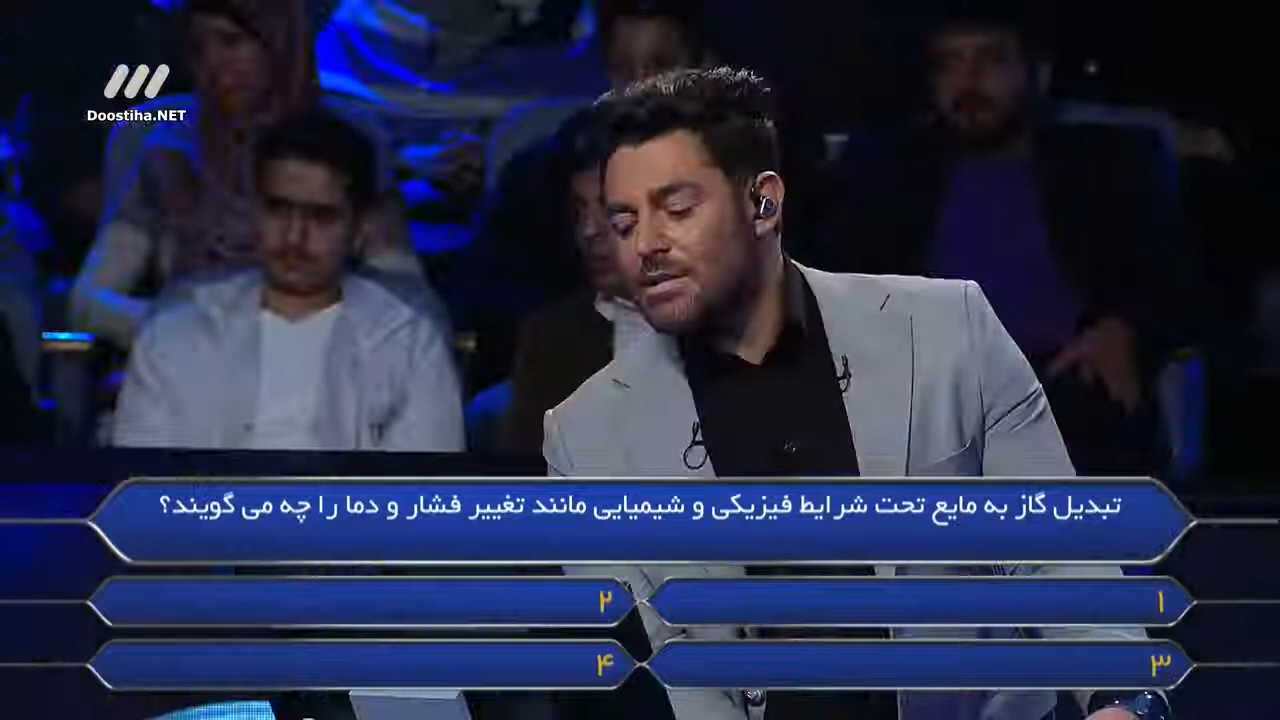 Doostiha.NET
تبدیل گاز به مایع تحت شرایط فیزیکی و شیمیایی مانند تغییر فشار و دما را چه می گویند؟
۱
۲
۳
۴